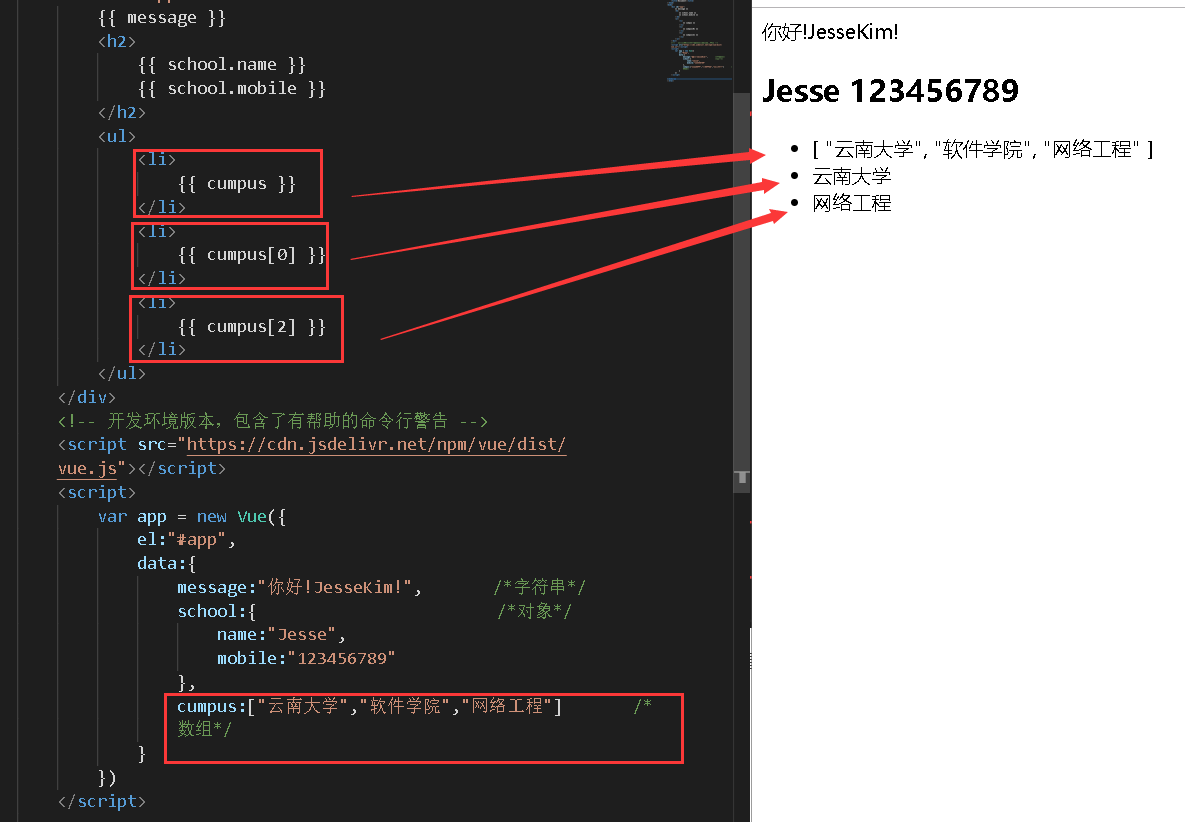 {{ message }}
<h2>
{{ school.name }}
{{ school.mobile }}
</h2>
<ul>
<li>
{{ cumpus }}
</li>
<li>
{{ cumpus[0] }}
</li>
<li>
{{ cumpus[2] }}
</li>
</ul>
</div>
<!-- 开发环境版本，包含了有帮助的命令行警告 -->
<script src="https://cdn.jsdelivr.net/npm/vue/dist/
vue.js"></script>
<script>
var app = new Vue({
el:"#app",
data:{
message:"你好!JesseKim!", /*字符串*/
school:{ /*对象*/
name:"Jesse",
mobile:"123456789"
},
cumpus:["云南大学","软件学院","网络工程"] /*
数组*/
}
})
</script>
你好!JesseKim!
Jesse 123456789
[ "云南大学", "软件学院", "网络工程" ]
云南大学
网络工程